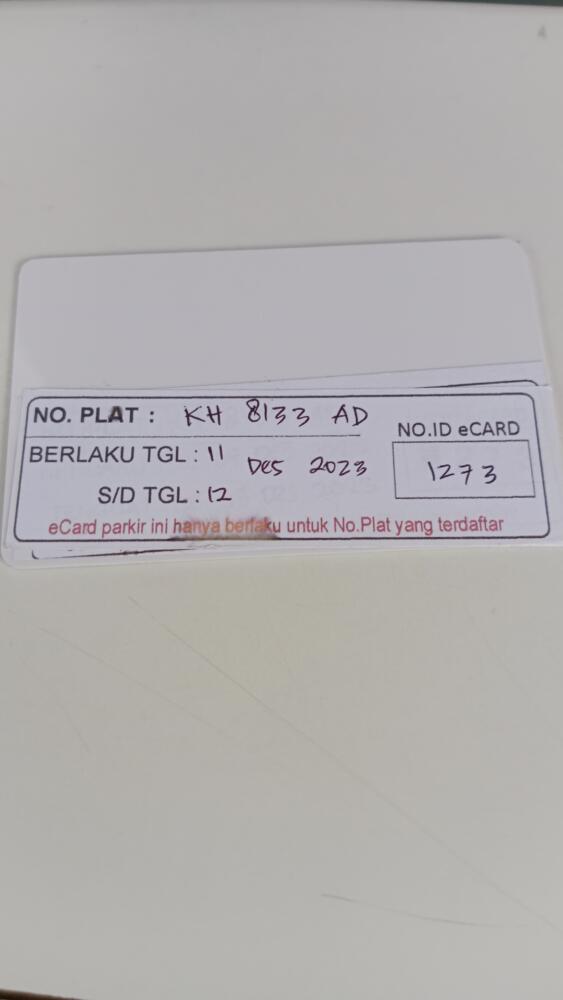 NO. PLAT : KH 8133 AD
NO.ID eCARD
BERLAKU TGL : 11 Des 2023
1273
S/D TGL : 12
eCard parkir ini hanya berlaku untuk No.Plat yang terdaftar